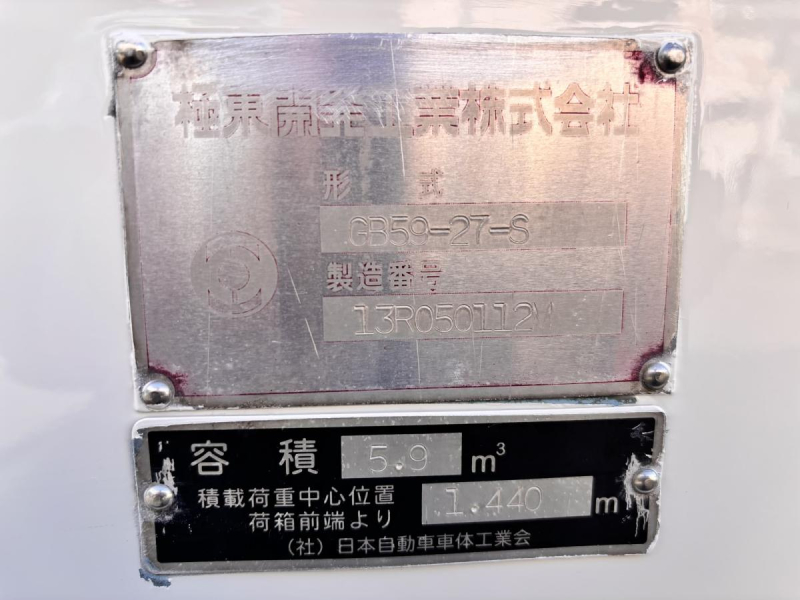 極東開発工業株式会社
形 式
GB59-27-S
製造番号
13R050112V
容 積 5.9 m³
積載荷重中心位置
荷箱前端より 1.440 m
(社)日本自動車車体工業会